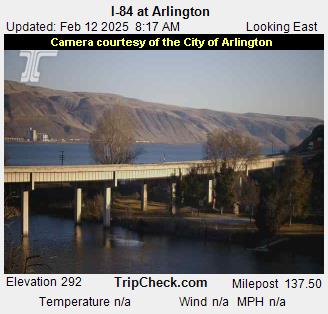 I-84 at Arlington
Updated: Feb 12 2025 8:17 AM Looking East
Camera courtesy of the City of Arlington
Elevation 292 TripCheck.com Milepost 137.50
Temperature n/a Wind n/a MPH n/a